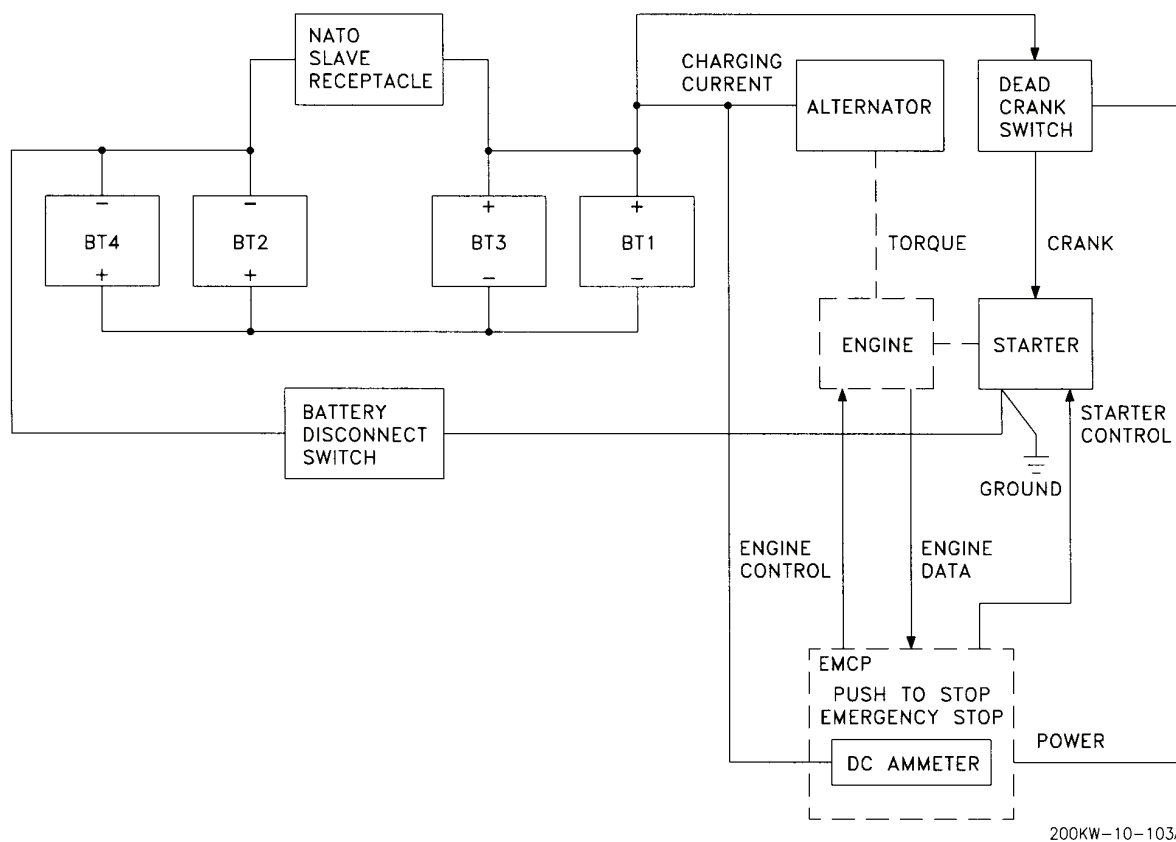 NATO
SLAVE
RECEPTACLE
CHARGING
CURRENT
ALTERNATOR
DEAD
CRANK
SWITCH
−
BT4
+
−
BT2
+
+
BT3
−
+
BT1
−
TORQUE
CRANK
ENGINE
STARTER
BATTERY
DISCONNECT
SWITCH
STARTER
CONTROL
GROUND
ENGINE
CONTROL
ENGINE
DATA
EMCP
PUSH TO STOP
EMERGENCY STOP
DC AMMETER
POWER